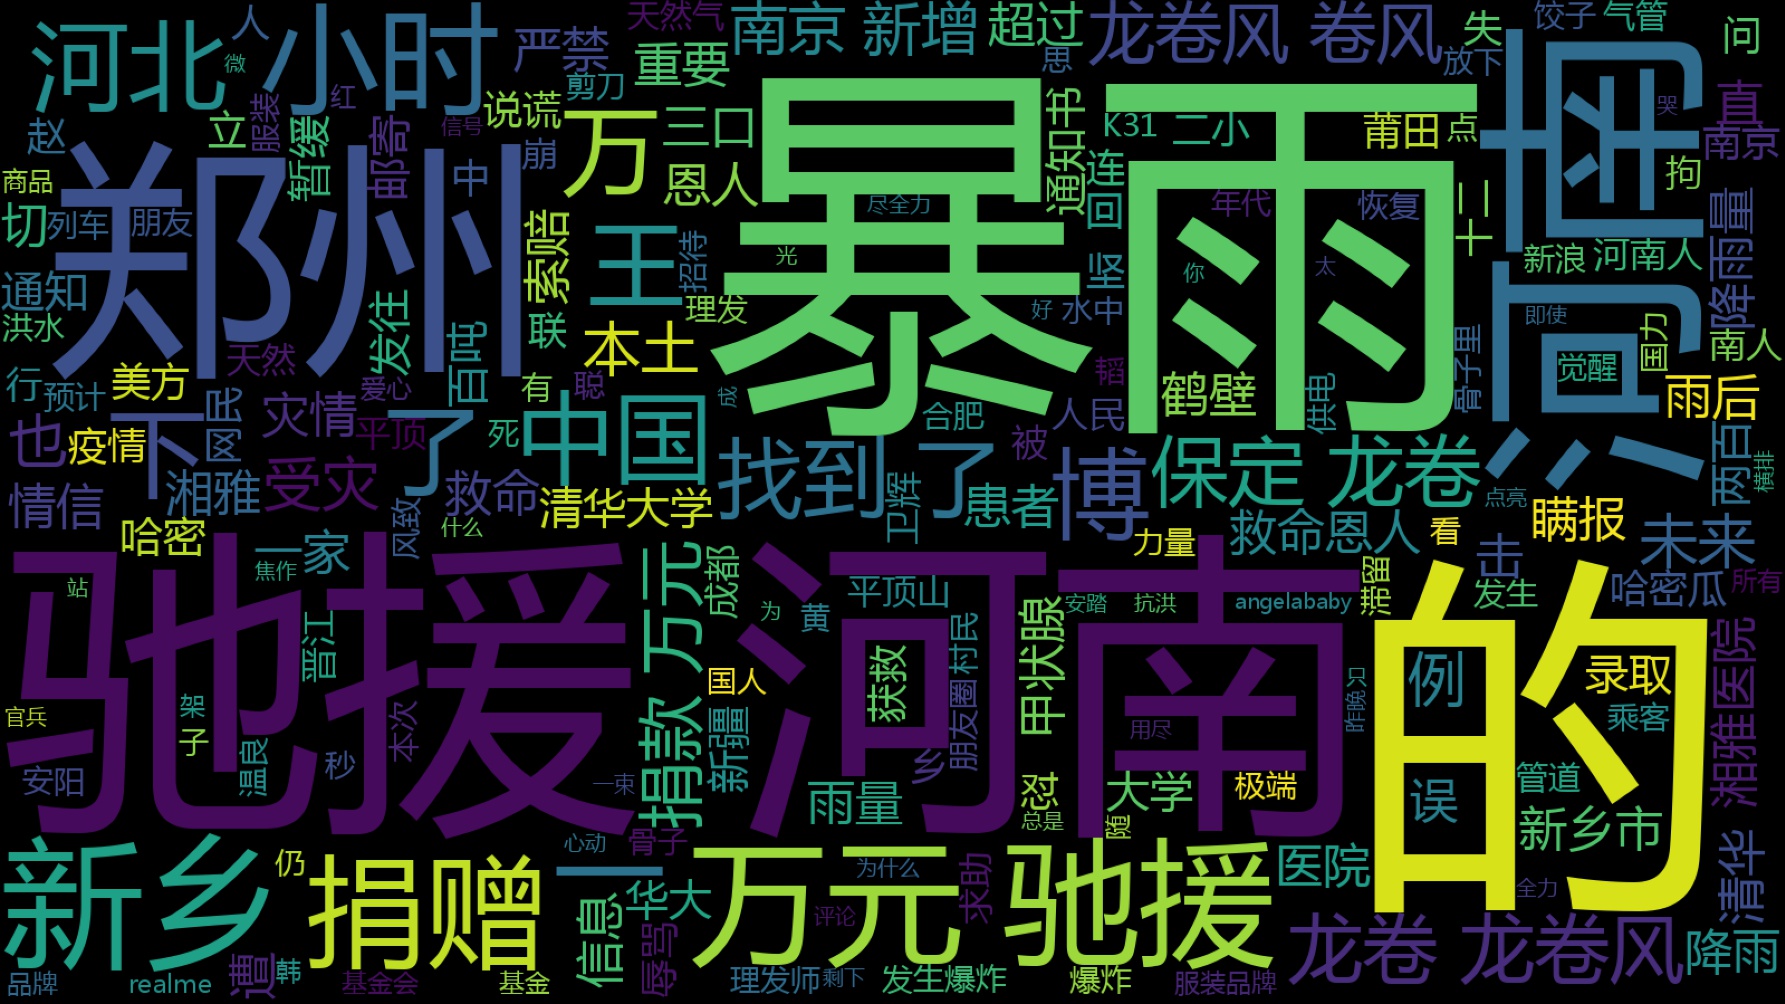 河北
人
微
小时
红
严禁
天然气
重要
南京
新增
超过
龙卷风
卷风
失
饺子
气管
问
思
放下
直
赵
服装
立
暂缓
邮寄
信号
说谎
剪刀
崩
万
三口
恩人
暴雨
通知书
K31
二小
莆田
点
河南
哭
南京
拘
商品
切
列车
朋友
郑州
中
索赔
王
招待
尽全力
光
连
回
坚
年代
恢复
你
太
十二
新浪
河南人
降雨量
通知
洪水
天然
发往
百吨
联
本土
理发
好
水中
韬
鹤壁
供电
骨子里
即使
觉醒
国力
南人
行
预计
美方
爱心
有
聪
成
合肥
人民
雨后
也
疫情
下
网民
灾情
平顶
了
死
中国
找到了
被
博
保定
龙卷
两百
横排
情信
湘雅
受灾
救命
清华大学
卫辉
患者
救命恩人
点亮
瞒报
未来
哈密
一家
风致
什么
力量
看
击
焦作
站
驰援
万元
成都
为
黄
平顶山
安踏
抗洪
angelababy
滞留
发生
哈密瓜
所有
晋江
河南
甲状腺
的
例
录取
乘客
湘雅医院
国人
获救
村民
朋友圈
只
昨晚
官兵
架
子
本次
捐款
新疆
用尽
安阳
温良
秒
一束
乡
雨量
怼
总是
大学
随
极端
误
管道
新乡市
新乡
仍
捐赠
心动
骨子
一
万元
为什么
驰援
医院
全力
清华
信息
华大
求助
评论
龙卷
龙卷风
降雨
品牌
realme
遭
韩
基金会
基金
辱骂
理发师
剩下
发生爆炸
爆炸
服装品牌